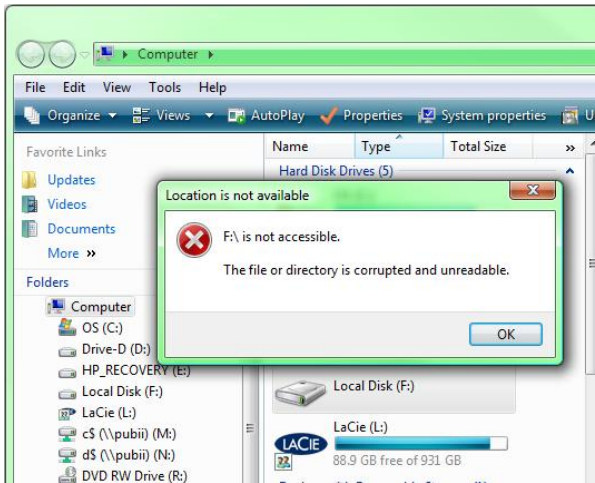 Computer
File Edit View Tools Help
Organize Views AutoPlay Properties System properties U
Favorite Links
Updates
Videos
Documents
More »
Folders
Computer
OS (C:)
Drive-D (D:)
HP_RECOVERY (E:)
Local Disk (F:)
LaCie (L:)
c$ (\\pubii) (M:)
d$ (\\pubii) (N:)
DVD RW Drive (R:)
Name Type Total Size »
Hard Disk Drives (5)
Location is not available
F:\ is not accessible.
The file or directory is corrupted and unreadable.
OK
Local Disk (F:)
LACIE
22
LaCie (L:)
88.9 GB free of 931 GB